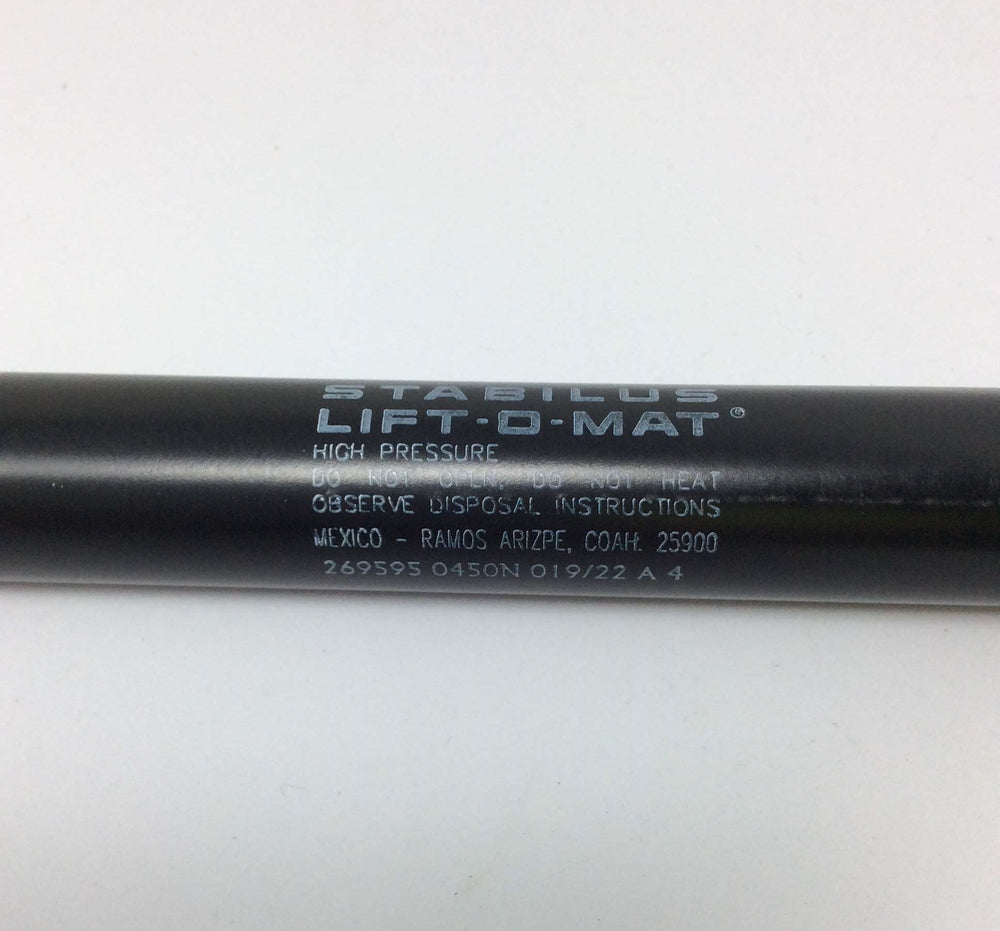 STABILUS
LIFT-O-MAT®
HIGH PRESSURE
DO NOT OPEN, DO NOT HEAT
OBSERVE DISPOSAL INSTRUCTIONS
MEXICO - RAMOS ARIZPE, COAH. 25900
269595 0450N 019/22 A 4